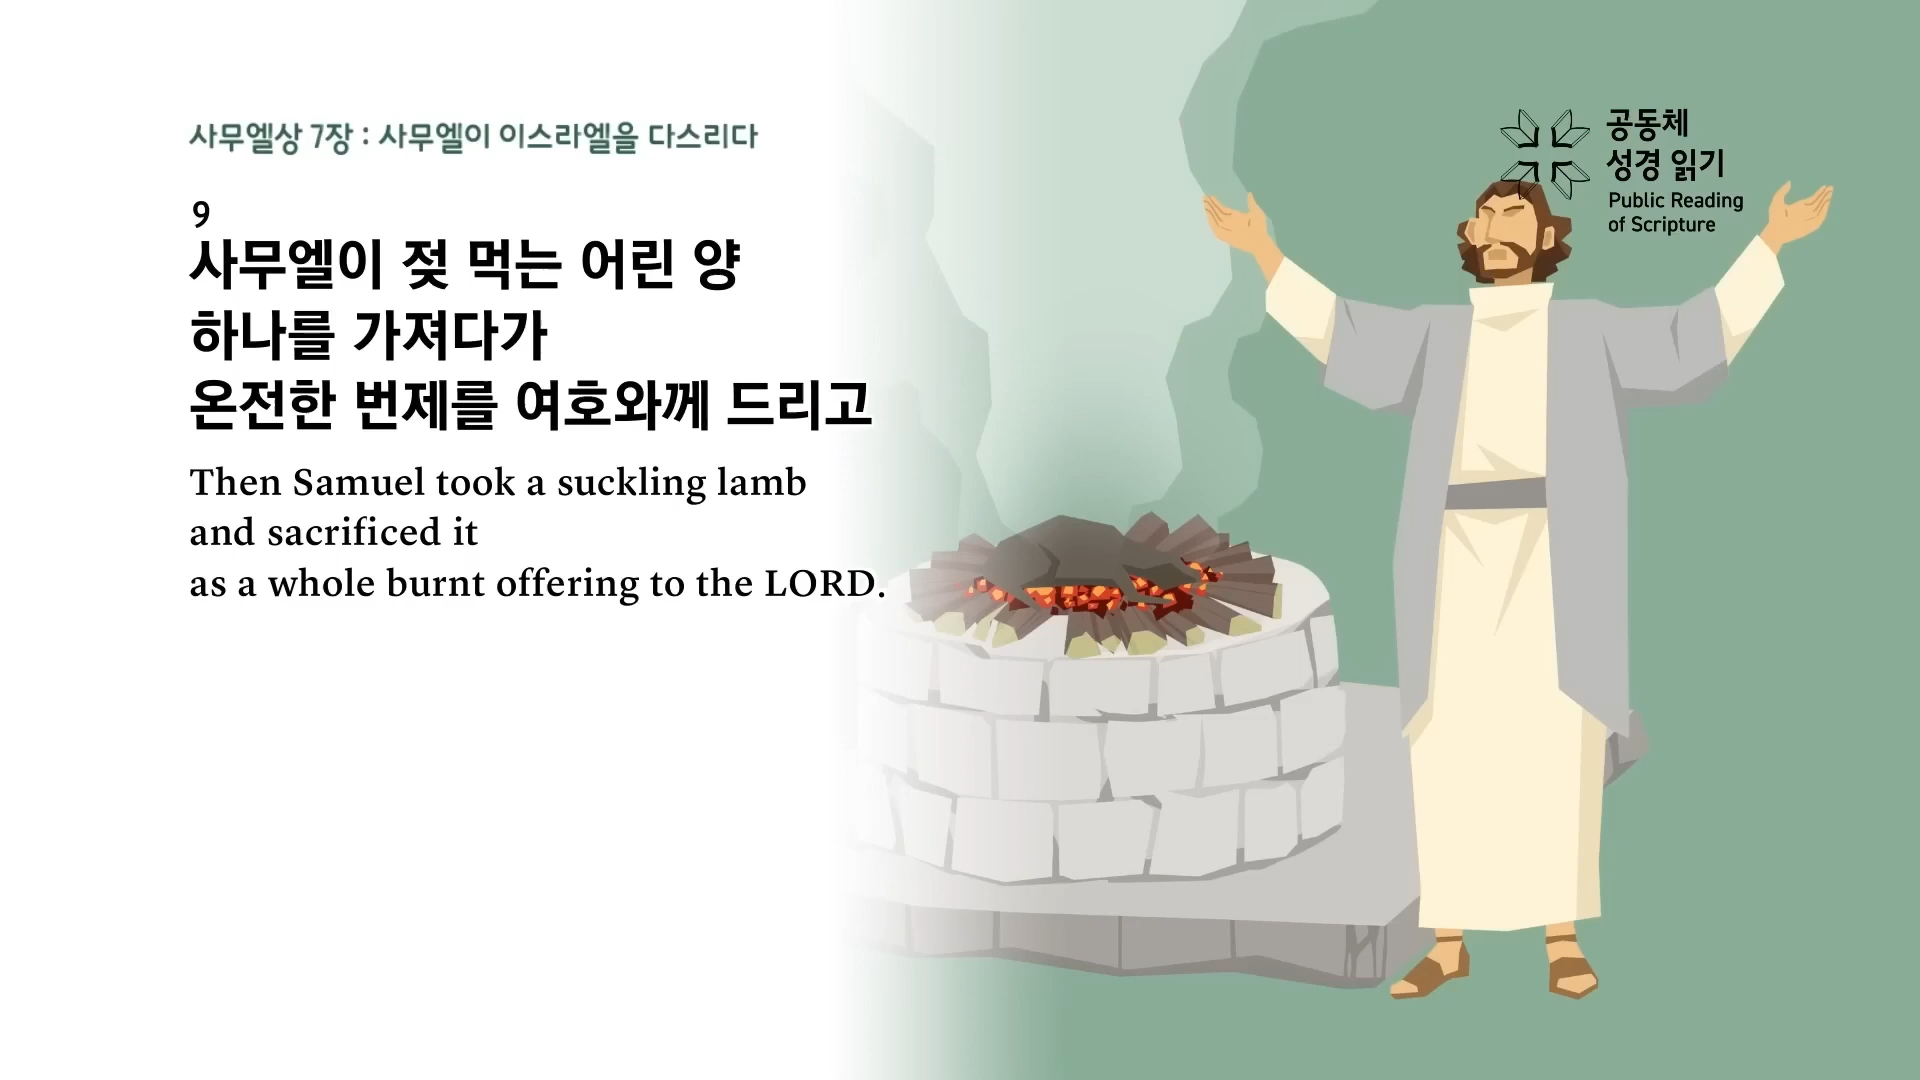 사무엘상 7장 : 사무엘이 이스라엘을 다스리다
9
사무엘이 젖 먹는 어린 양
하나를 가져다가
온전한 번제를 여호와께 드리고
Then Samuel took a suckling lamb
and sacrificed it
as a whole burnt offering to the LORD.
공동체
성경 읽기
Public Reading
of Scripture